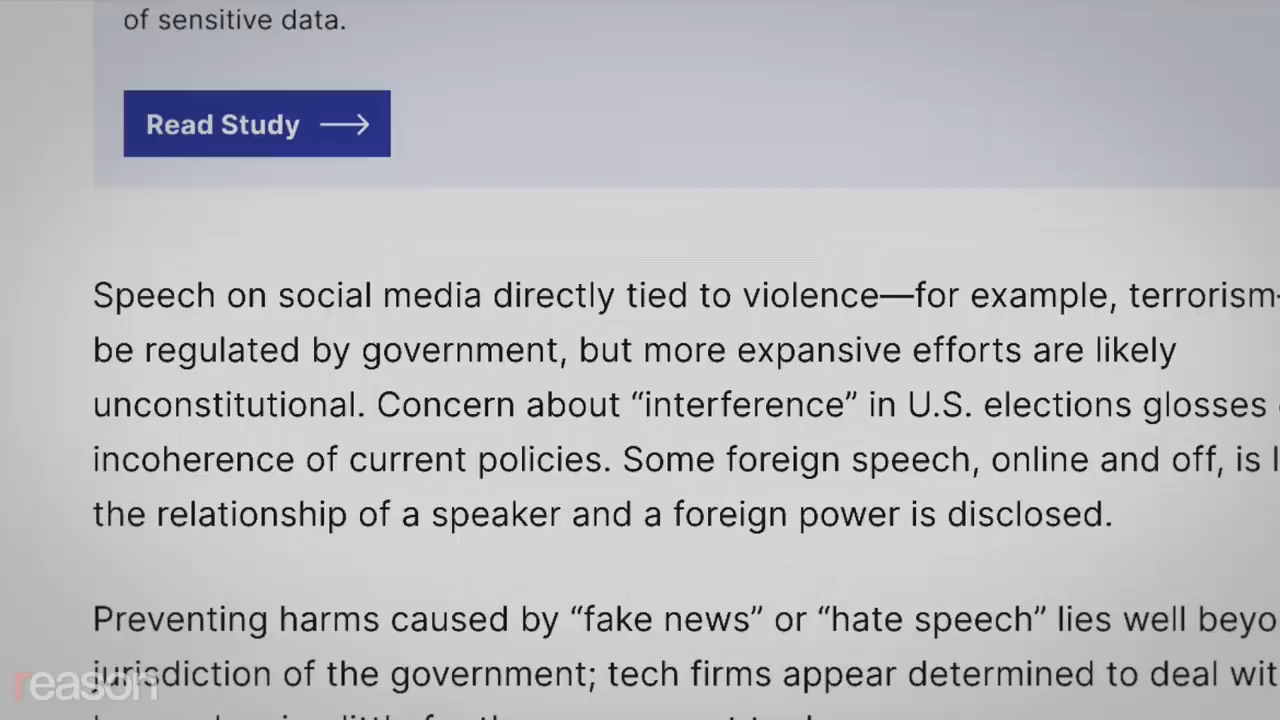 of sensitive data.
Read Study
Speech on social media directly tied to violence—for example, terrorism
be regulated by government, but more expansive efforts are likely
unconstitutional. Concern about “interference” in U.S. elections glosses
incoherence of current policies. Some foreign speech, online and off, is
the relationship of a speaker and a foreign power is disclosed.
Preventing harms caused by “fake news” or “hate speech” lies well
jurisdiction of the government; tech firms appear determined to deal
reason